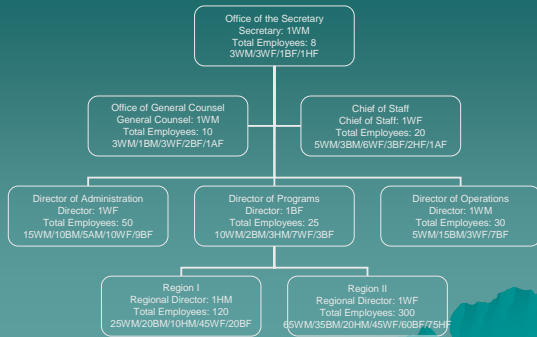 Office of the Secretary
Secretary: 1WM
Total Employees: 8
3WM/3WF/1BF/1HF
Office of General Counsel
General Counsel: 1WM
Total Employees: 10
3WM/1BM/3WF/2BF/1AF
Chief of Staff
Chief of Staff: 1WF
Total Employees: 20
5WM/3BM/6WF/3BF/2HF/1AF
Director of Administration
Director: 1WF
Total Employees: 50
15WM/10BM/5AM/10WF/9BF
Director of Programs
Director: 1BF
Total Employees: 25
10WM/2BM/3HM/7WF/3BF
Director of Operations
Director: 1WM
Total Employees: 30
5WM/15BM/3WF/7BF
Region I
Regional Director: 1HM
Total Employees: 120
25WM/20BM/10HM/45WF/20BF
Region II
Regional Director: 1WF
Total Employees: 300
65WM/35BM/20HM/45WF/60BF/75HF